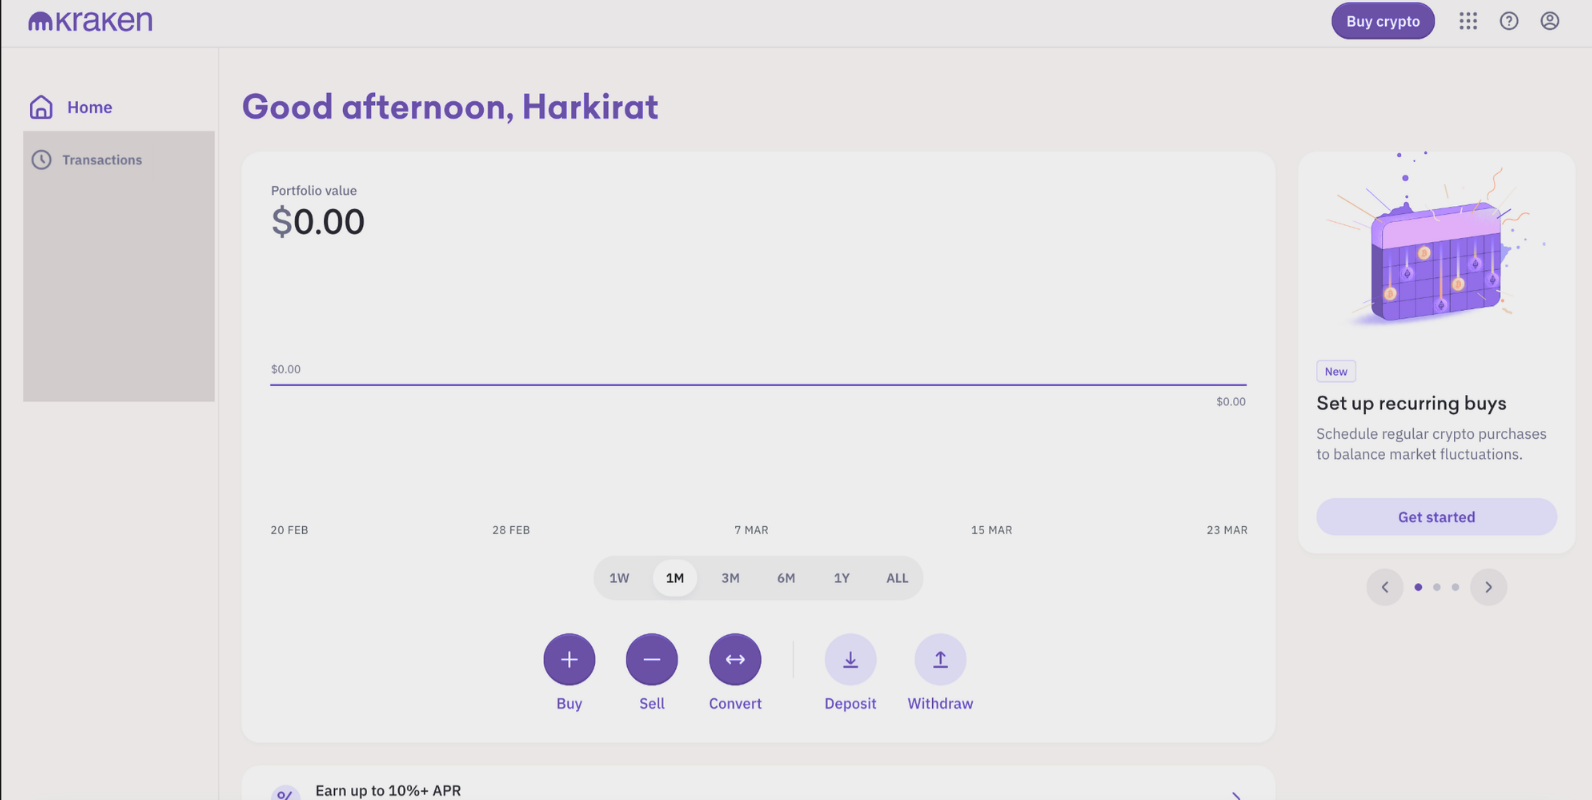 kraken
Buy crypto
Home
Transactions
Good afternoon, Harkirat
Portfolio value
$0.00
$0.00
$0.00
20 FEB 28 FEB 7 MAR 15 MAR 23 MAR
1W 1M 3M 6M 1Y ALL
Buy Sell Convert Deposit Withdraw
New
Set up recurring buys
Schedule regular crypto purchases
to balance market fluctuations.
Get started
Earn up to 10%+ APR